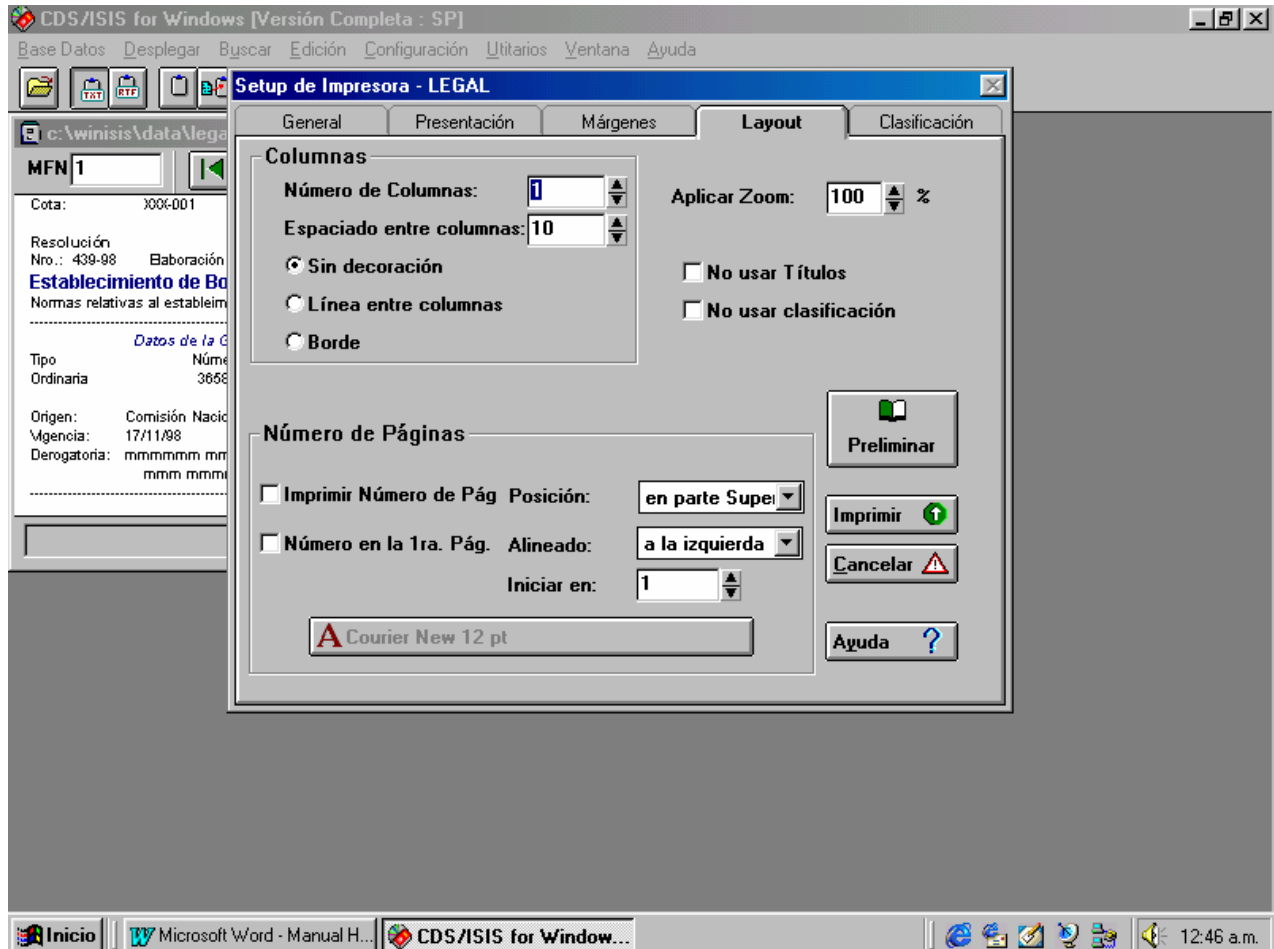 CDS/ISIS for Windows [Versión Completa : SP]
Base Datos Desplegar Buscar Edición Configuración Utitarios Ventana Ayuda
TXT RTF
Setup de Impresora - LEGAL
General Presentación Márgenes Layout Clasificación
c:\winisis\data\lega
MFN 1
Cota: XXX-001
Resolución
Nro.: 439-98 Elaboración
Establecimiento de Bo
Normas relativas al estableim
Datos de la G
Tipo Núme
Ordinaria 3658
Origen: Comisión Nacio
Vigencia: 17/11/98
Derogatoria: mmmmmm mm
mmm mmmm
Columnas
Número de Columnas: 1
Espaciado entre columnas: 10
Sin decoración
Línea entre columnas
Borde
Aplicar Zoom: 100 %
No usar Títulos
No usar clasificación
Número de Páginas
Imprimir Número de Pág Posición: en parte Super
Número en la 1ra. Pág. Alineado: a la izquierda
Iniciar en: 1
A Courier New 12 pt
Preliminar
Imprimir
Cancelar
Ayuda ?
Inicio Microsoft Word - Manual H... CDS/ISIS for Window... 12:46 a.m.